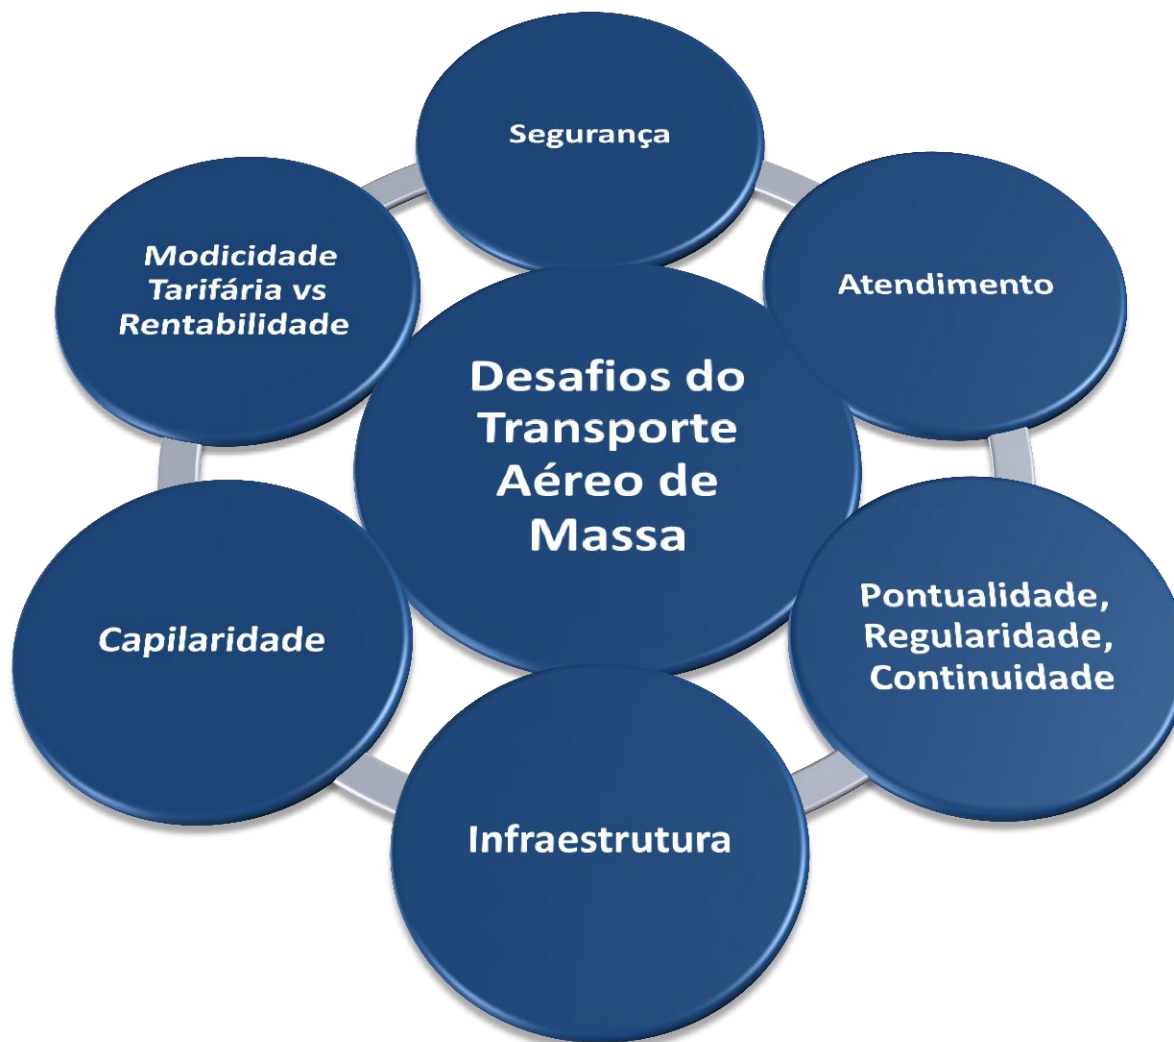 Segurança
Atendimento
Modicidade
Tarifária vs
Rentabilidade
Desafios do
Transporte
Aéreo de
Massa
Pontualidade,
Regularidade,
Continuidade
Capilaridade
Infraestrutura